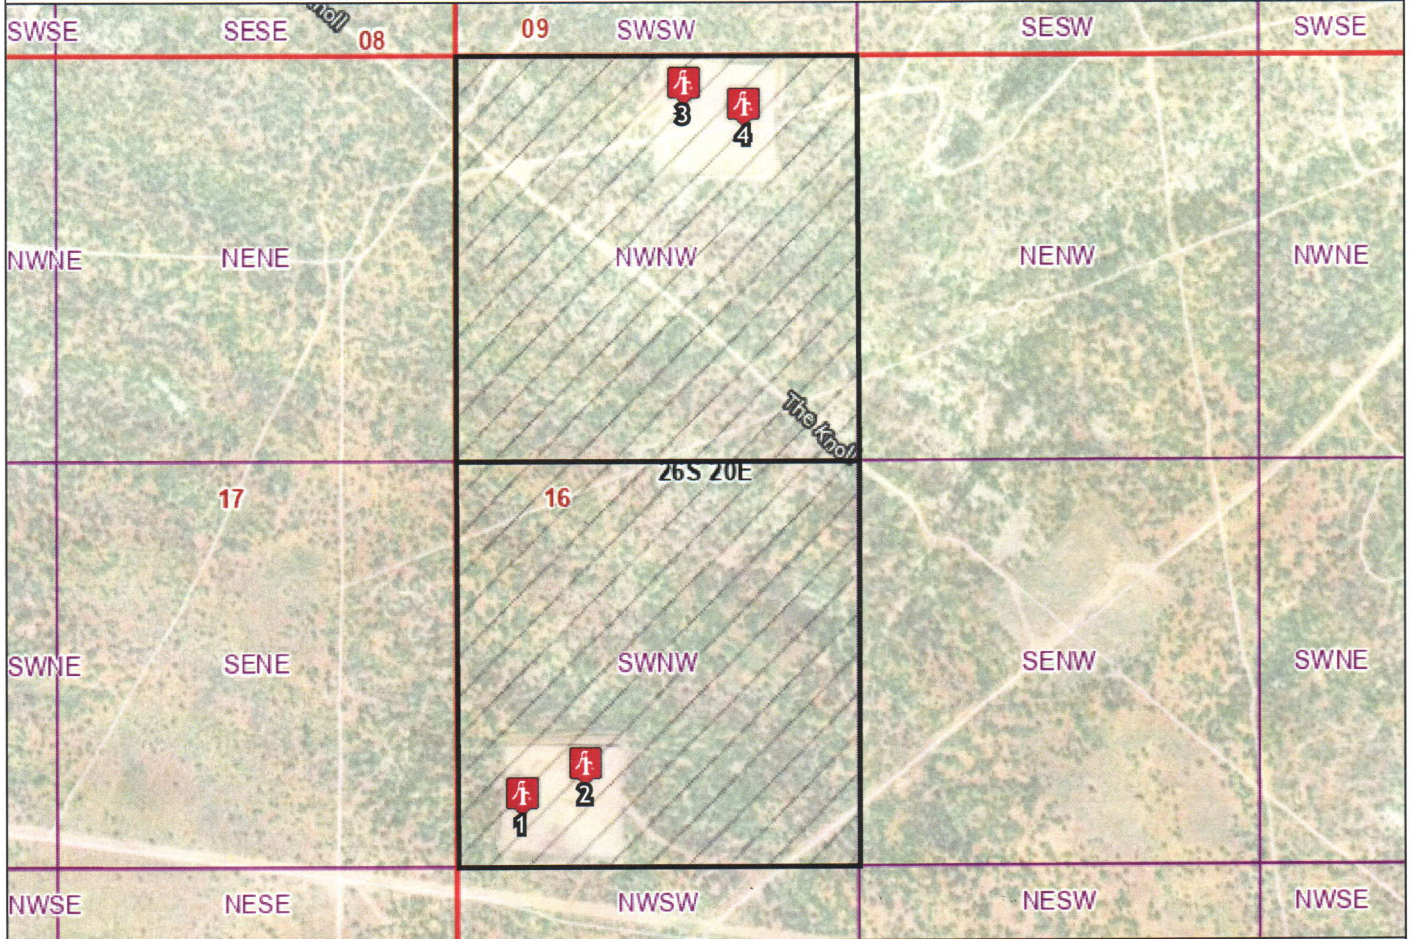 noll
SWSE SESE 08 09 SWSW SESW SWSE
3
4
NWNE NENE NWNW NENW NWNE
The Knoll
26S 20E
17 16
SWNE SENE SWNW SENW SWNE
2
1
NWSE NESE NWSW NESW NWSE